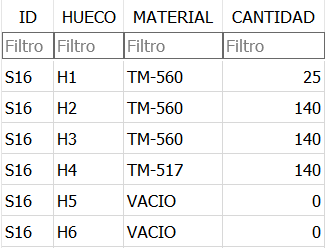 ID HUECO MATERIAL CANTIDAD
Filtro Filtro Filtro Filtro
S16 H1 TM-560 25
S16 H2 TM-560 140
S16 H3 TM-560 140
S16 H4 TM-517 140
S16 H5 VACIO 0
S16 H6 VACIO 0